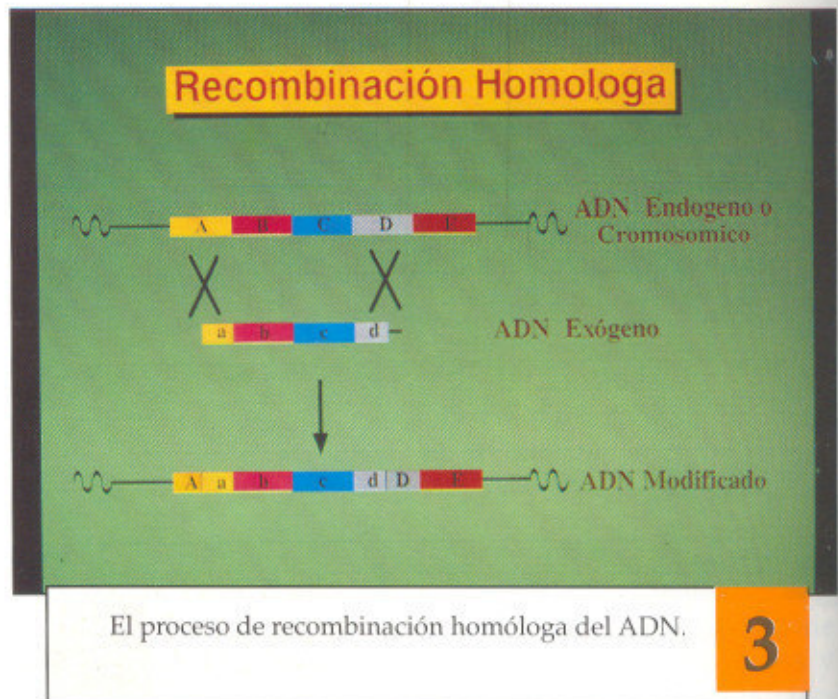 Recombinación Homologa
A B C D E
ADN Endogeno o
Cromosomico
a b c d
ADN Exógeno
A a b c d D E
ADN Modificado
El proceso de recombinación homóloga del ADN.
3